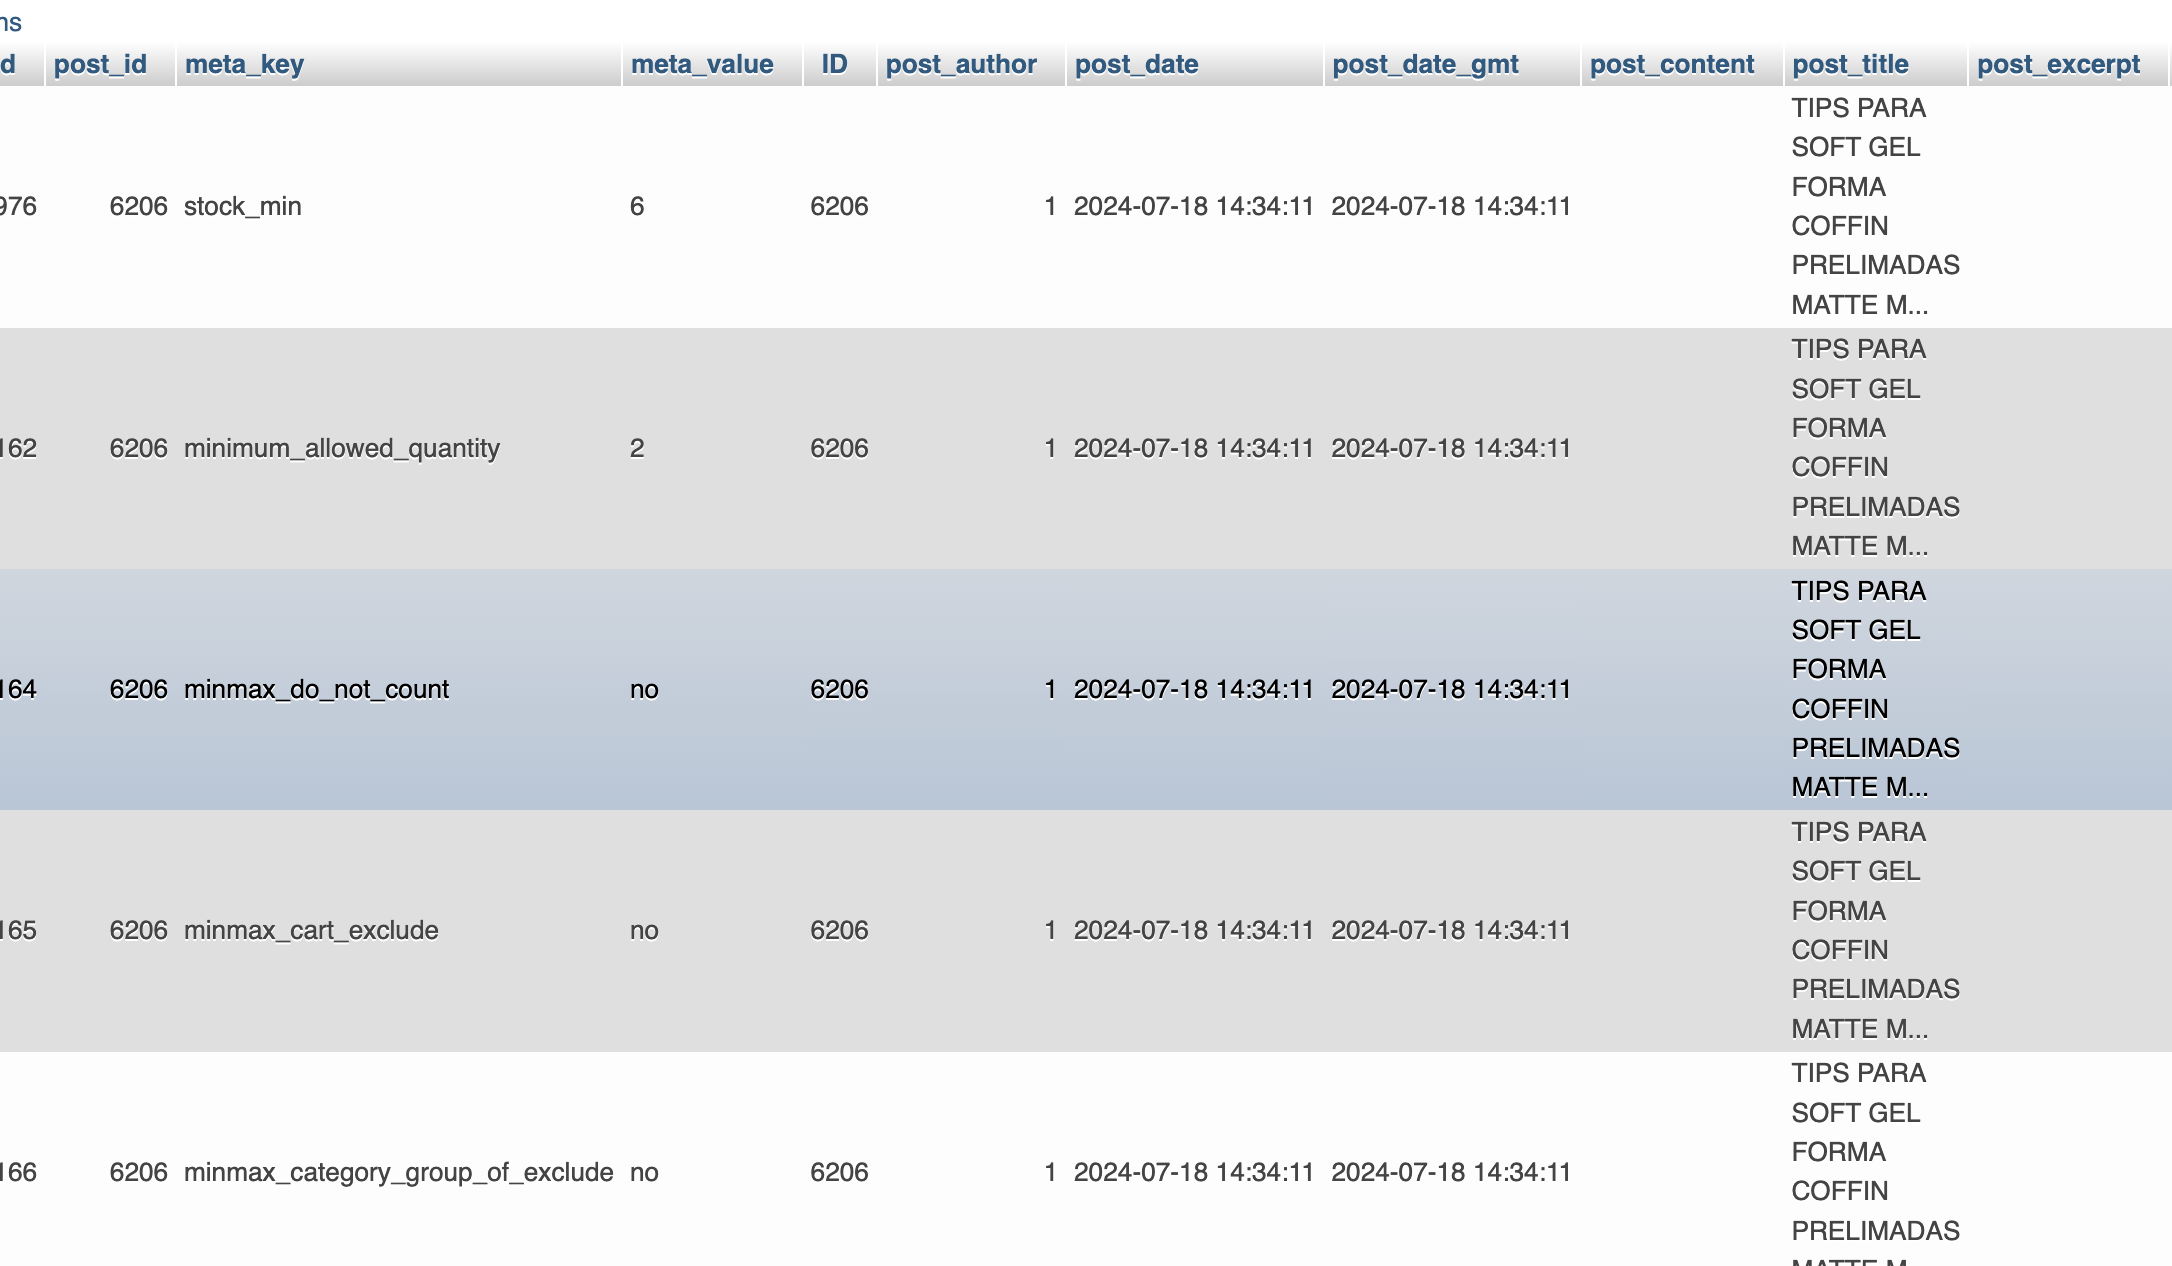 ns
d post_id meta_key meta_value ID post_author post_date post_date_gmt post_content post_title post_excerpt
976 6206 stock_min 6 6206 1 2024-07-18 14:34:11 2024-07-18 14:34:11 TIPS PARA
SOFT GEL
FORMA
COFFIN
PRELIMADAS
MATTE M...
162 6206 minimum_allowed_quantity 2 6206 1 2024-07-18 14:34:11 2024-07-18 14:34:11 TIPS PARA
SOFT GEL
FORMA
COFFIN
PRELIMADAS
MATTE M...
164 6206 minmax_do_not_count no 6206 1 2024-07-18 14:34:11 2024-07-18 14:34:11 TIPS PARA
SOFT GEL
FORMA
COFFIN
PRELIMADAS
MATTE M...
165 6206 minmax_cart_exclude no 6206 1 2024-07-18 14:34:11 2024-07-18 14:34:11 TIPS PARA
SOFT GEL
FORMA
COFFIN
PRELIMADAS
MATTE M...
166 6206 minmax_category_group_of_exclude no 6206 1 2024-07-18 14:34:11 2024-07-18 14:34:11 TIPS PARA
SOFT GEL
FORMA
COFFIN
PRELIMADAS